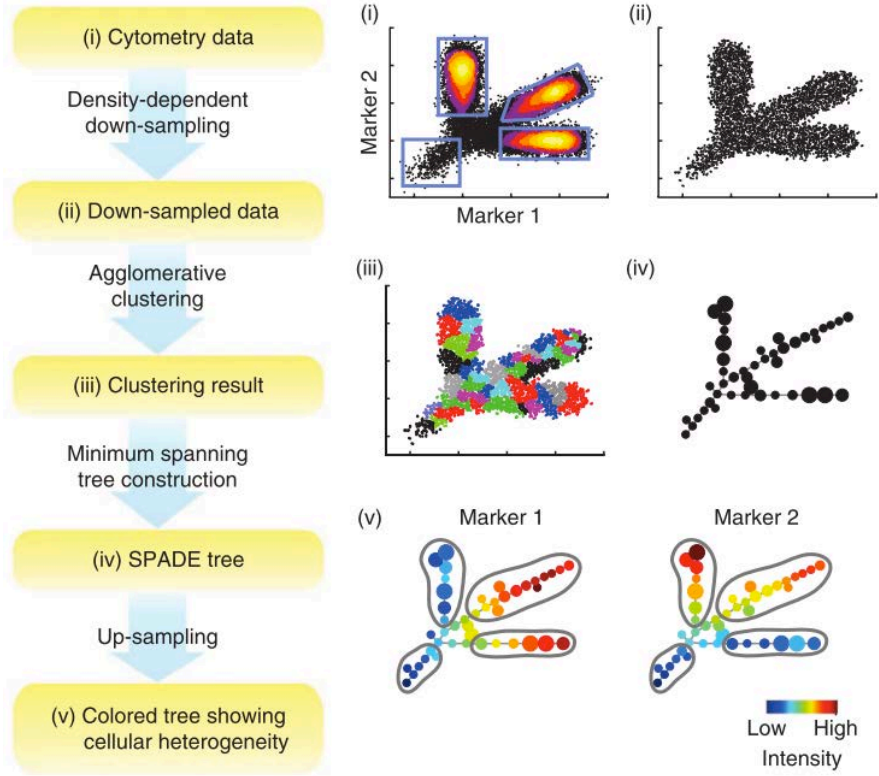 (i) Cytometry data
Density-dependent
down-sampling
(ii) Down-sampled data
Agglomerative
clustering
(iii) Clustering result
Minimum spanning
tree construction
(iv) SPADE tree
Up-sampling
(v) Colored tree showing
cellular heterogeneity
(i)
Marker 2
Marker 1
(ii)
(iii)
(iv)
(v)
Marker 1
Marker 2
Low High
Intensity